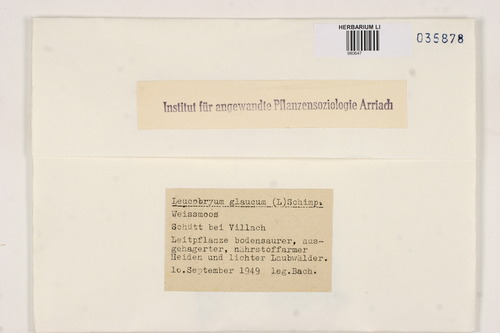 HERBARIUM LI
035878
Institut für angewandte Pflanzensoziologie Arriach
Leucobryum glaucum (L)Schimp.
Weissmoos
Schütt bei Villach
Leitpflanze bodensaurer, aus-
gehagerter, nährstoffarmer
Heiden und lichter Laubwälder.
lo.September 1949 leg.Bach.